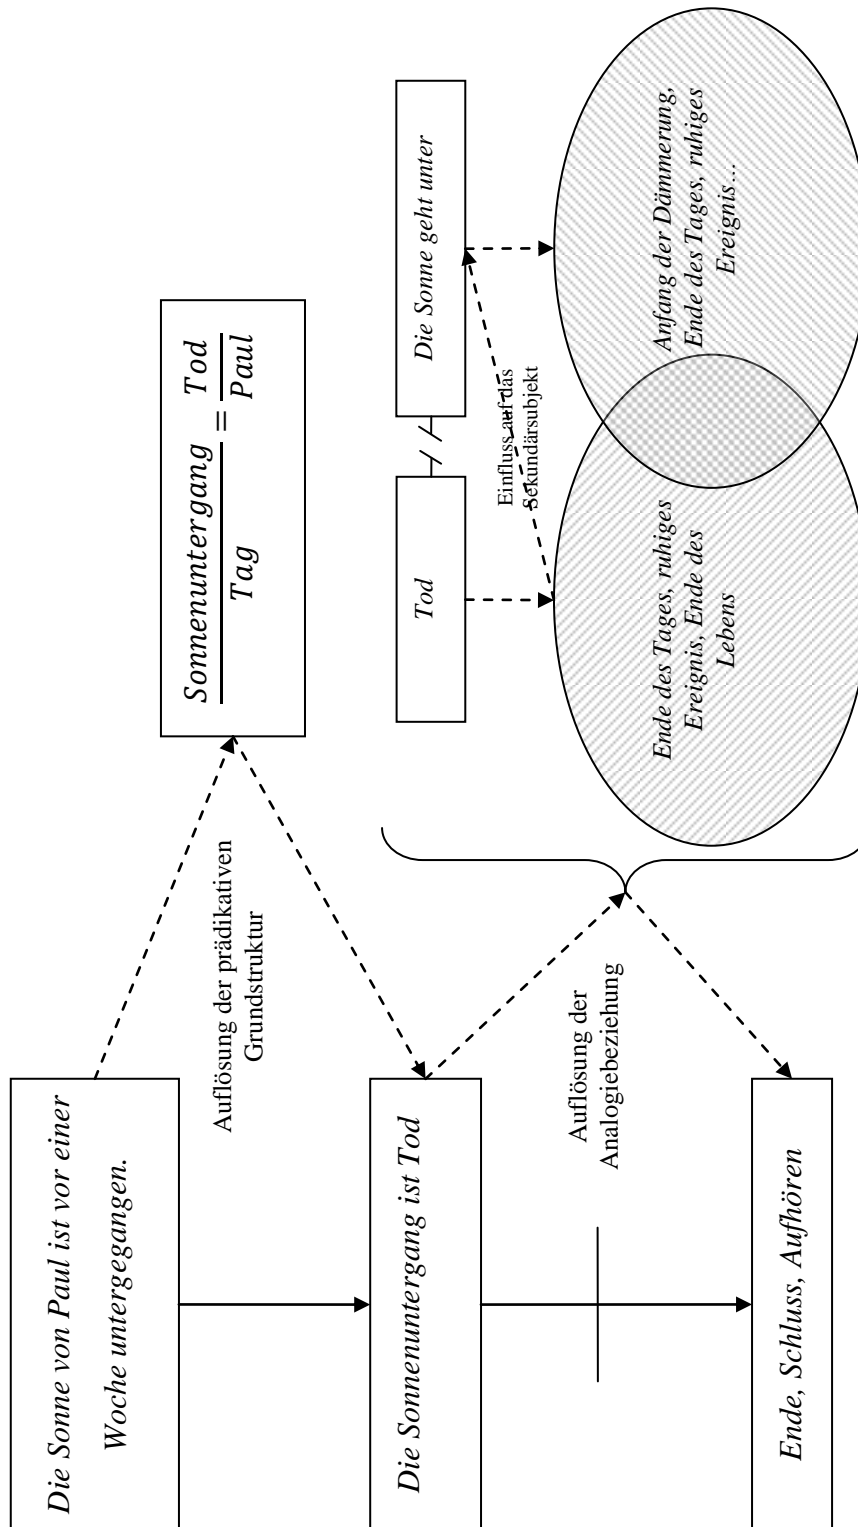 Die Sonne von Paul ist vor einer
Woche untergegangen.
Auflösung der prädikativen
Grundstruktur
Sonnenuntergang
Tag
=
Tod
Paul
Die Sonnenuntergang ist Tod
Auflösung der
Analogiebeziehung
Ende, Schluss, Aufhören
Tod
Die Sonne geht unter
Einfluss auf das
Sekundärsubjekt
Ende des Tages, ruhiges
Ereignis, Ende des
Lebens
Anfang der Dämmerung,
Ende des Tages, ruhiges
Ereignis...